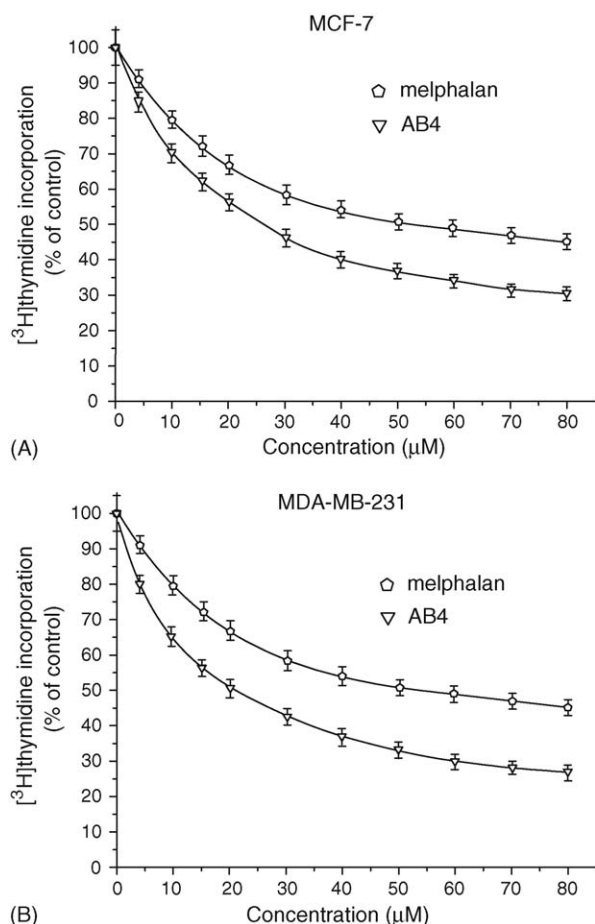 MCF-7
100
90
80
70
60
50
40
30
20
10
0
[³H]thymidine incorporation
(% of control)
melphalan
AB4
0 10 20 30 40 50 60 70 80
(A)
Concentration (μM)
MDA-MB-231
100
90
80
70
60
50
40
30
20
10
0
[³H]thymidine incorporation
(% of control)
melphalan
AB4
0 10 20 30 40 50 60 70 80
(B)
Concentration (μM)